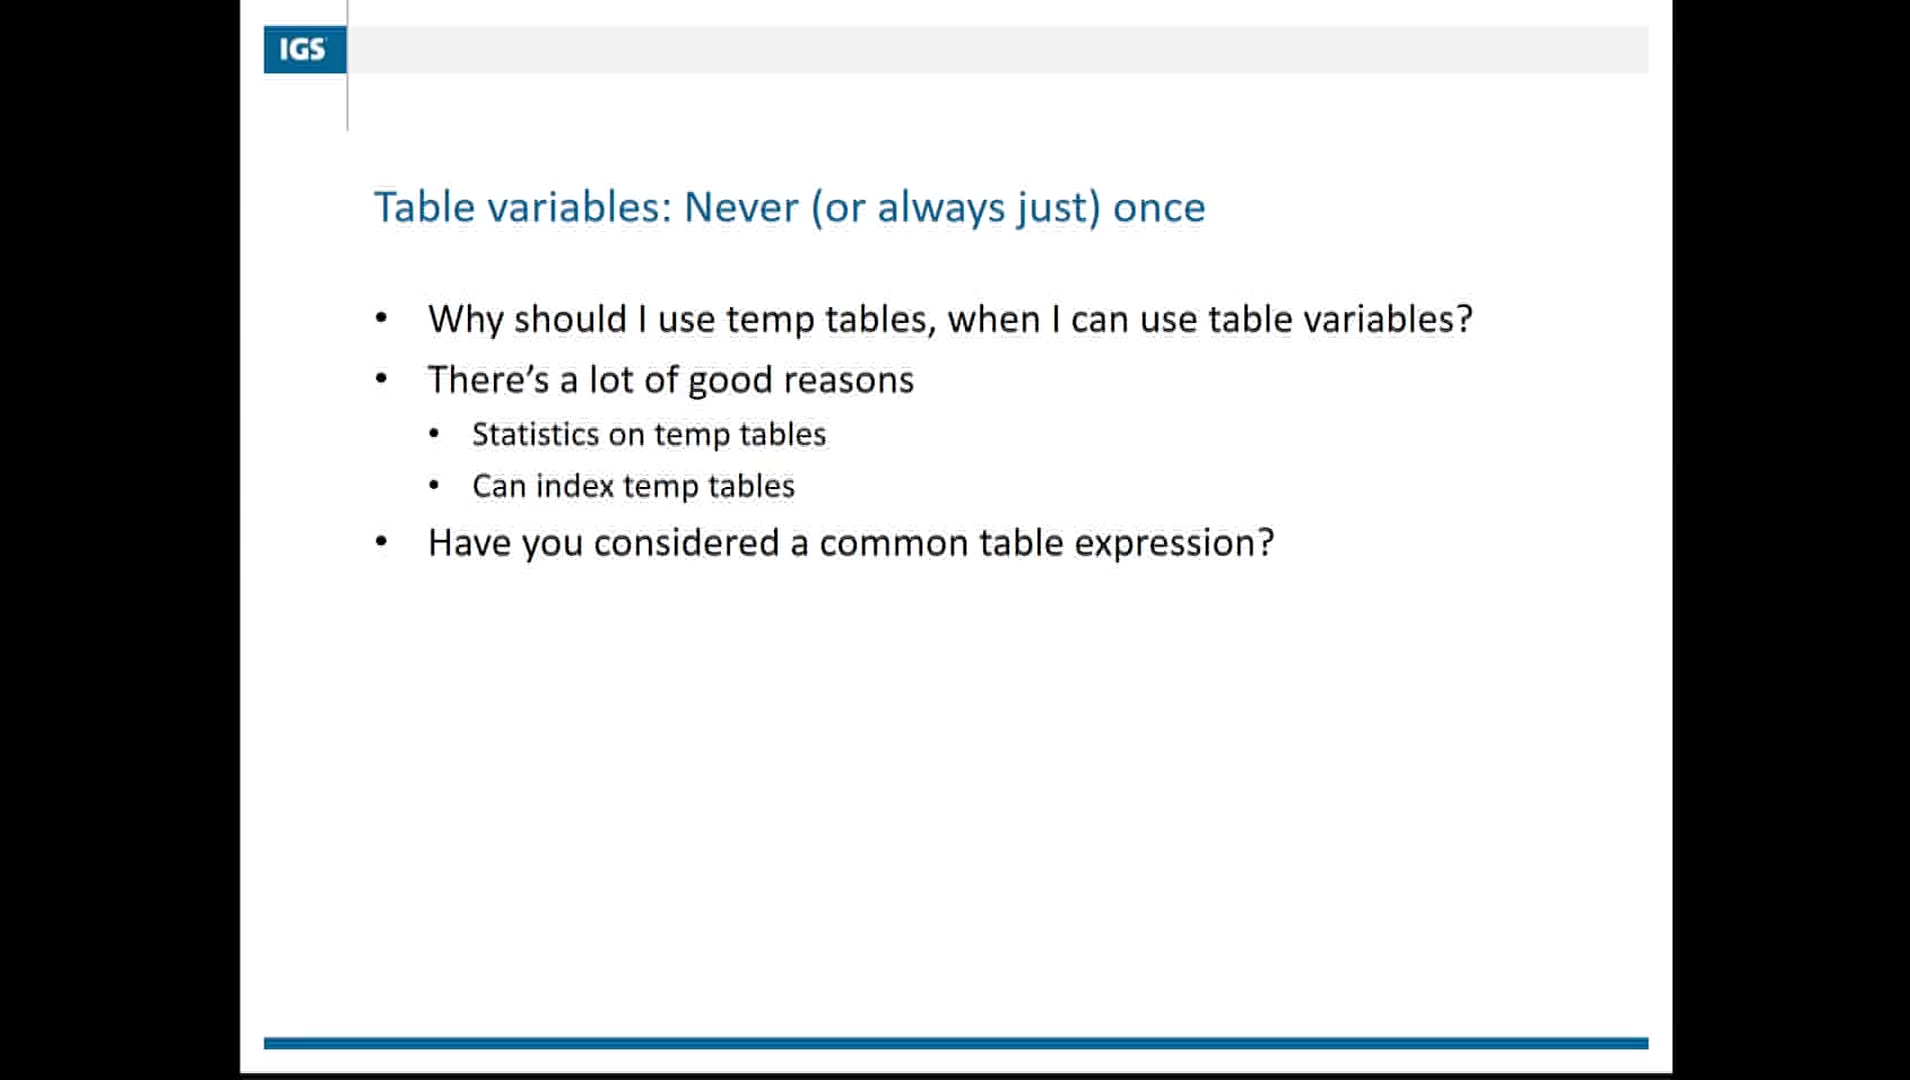 IGS
Table variables: Never (or always just) once
• Why should I use temp tables, when I can use table variables?
• There’s a lot of good reasons
• Statistics on temp tables
• Can index temp tables
• Have you considered a common table expression?